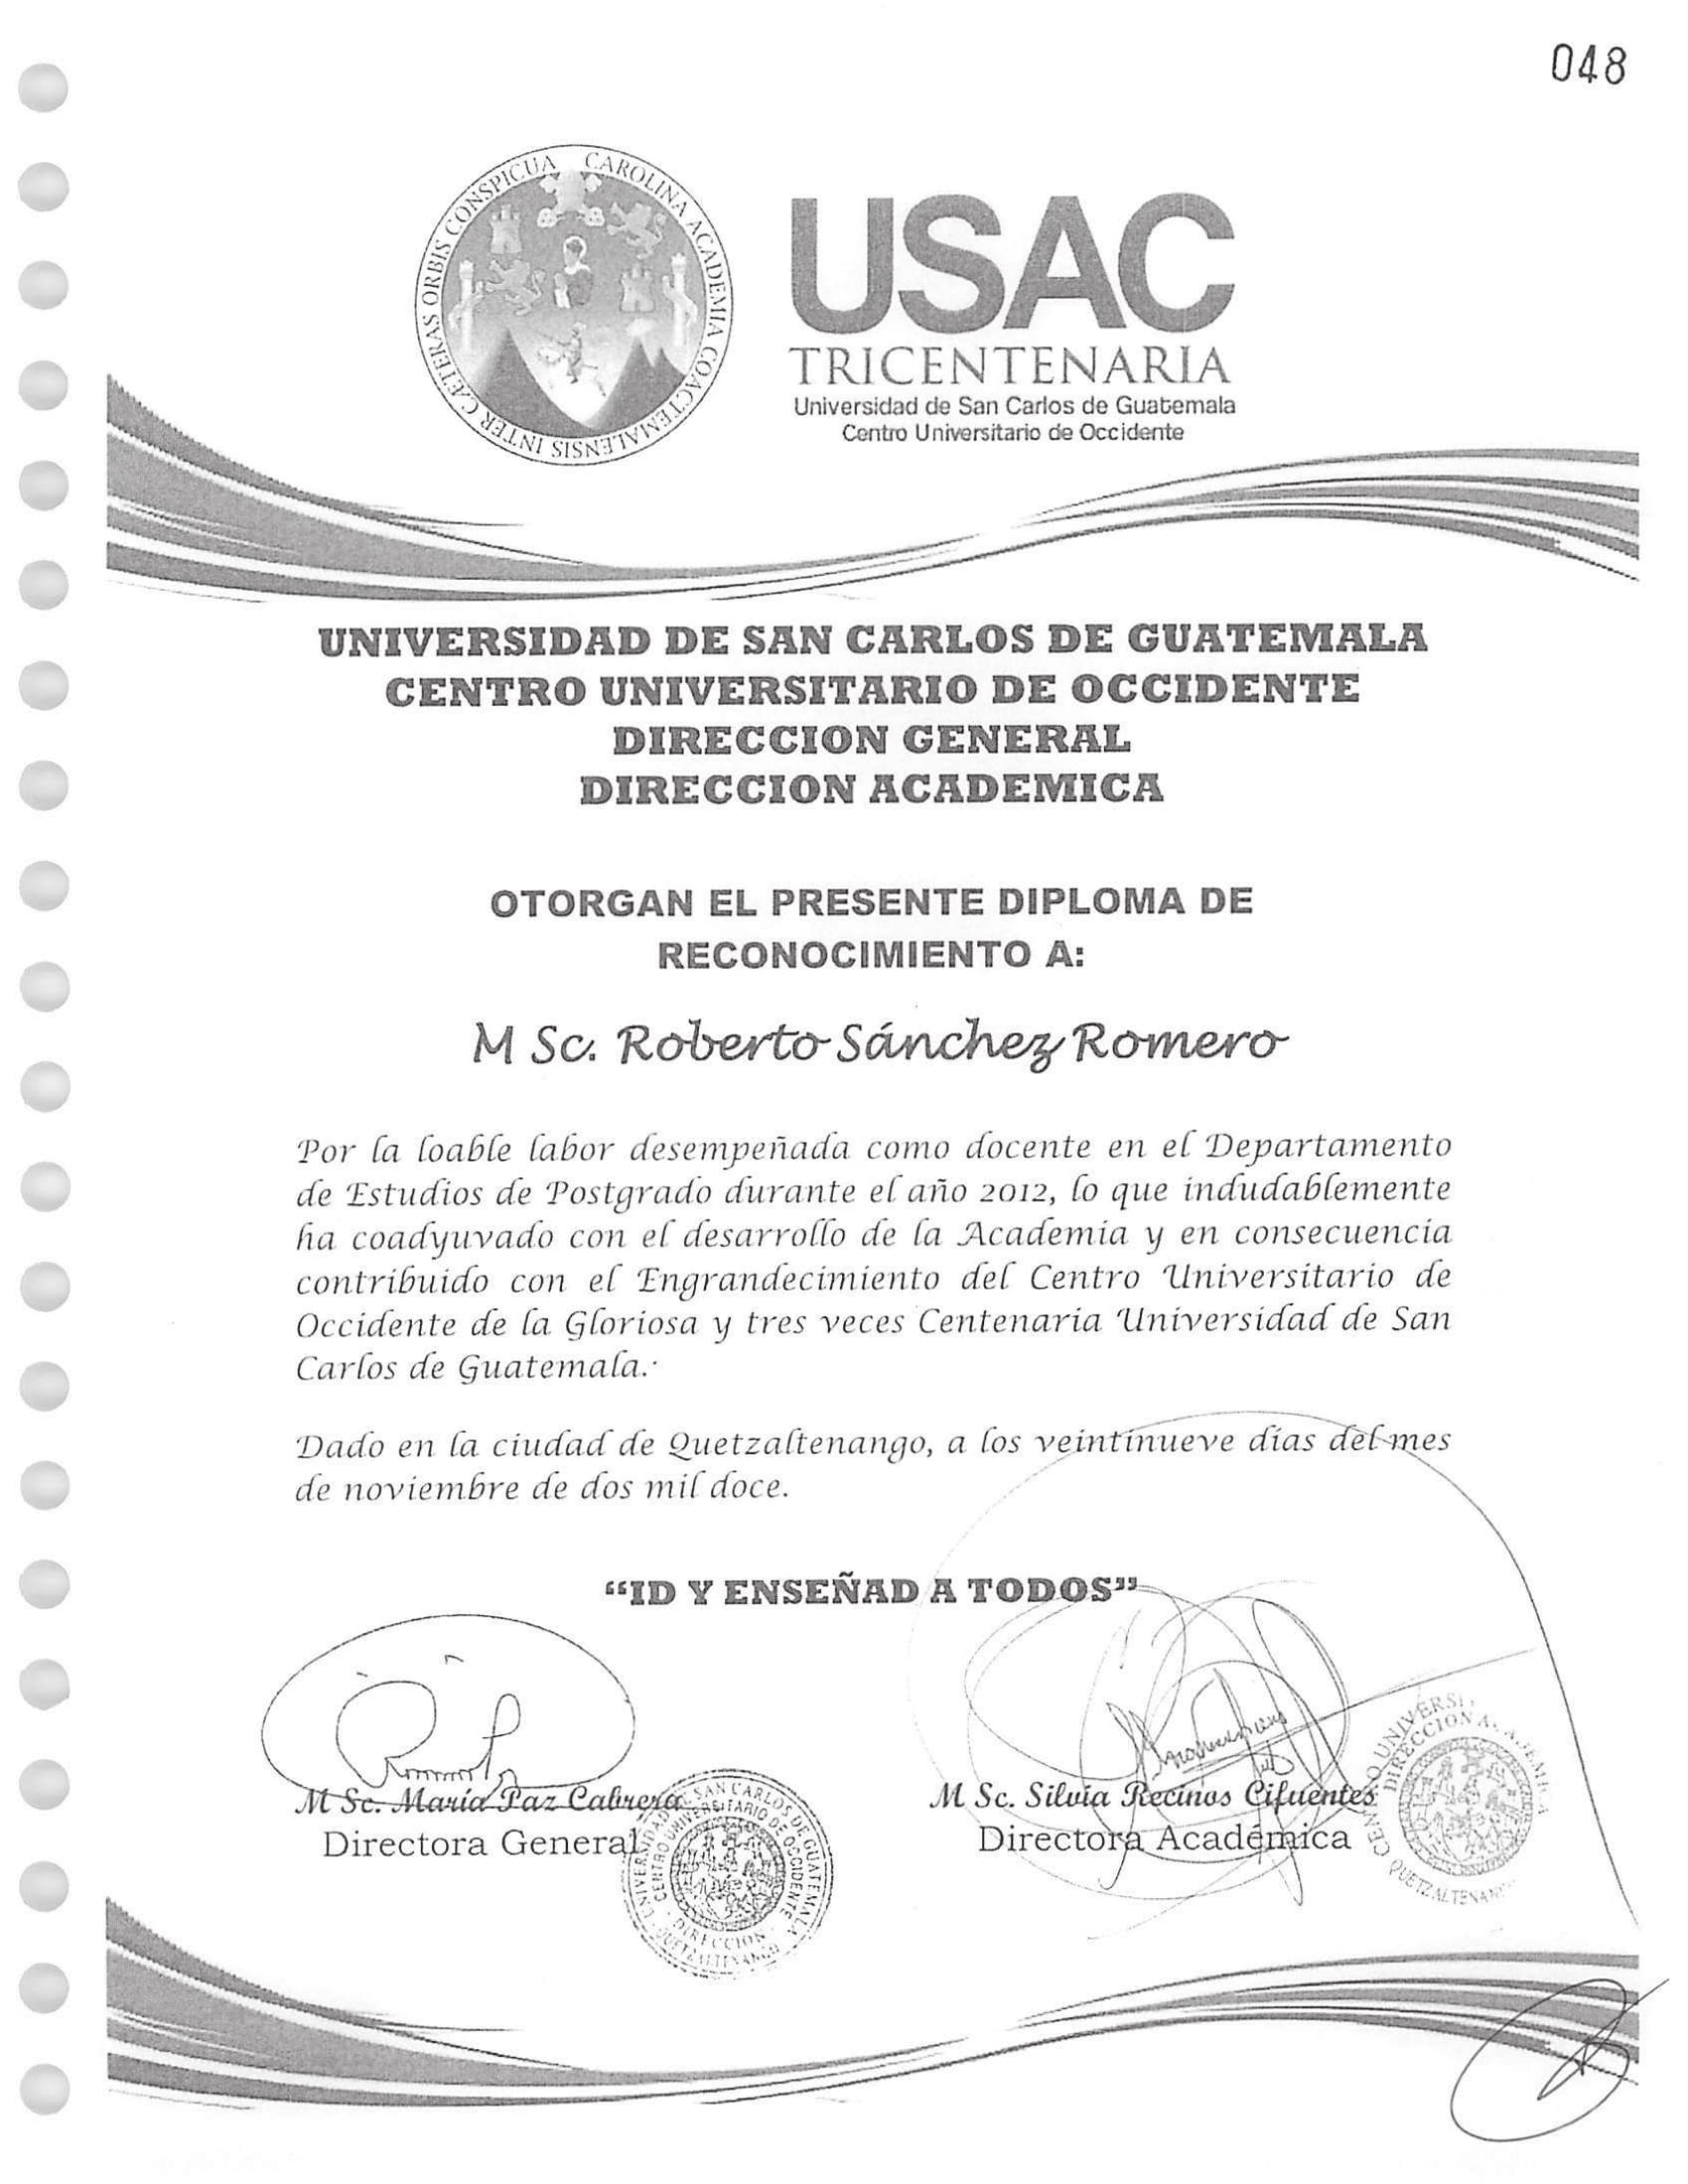 048
INTER CÆTERAS ORBIS CONSPICUA CAROLINA ACADEMIA COACTEMALENSIS
USAC
TRICENTENARIA
Universidad de San Carlos de Guatemala
Centro Universitario de Occidente
UNIVERSIDAD DE SAN CARLOS DE GUATEMALA
CENTRO UNIVERSITARIO DE OCCIDENTE
DIRECCION GENERAL
DIRECCION ACADEMICA
OTORGAN EL PRESENTE DIPLOMA DE
RECONOCIMIENTO A:
M Sc. Roberto Sánchez Romero
Por la loable labor desempeñada como docente en el Departamento
de Estudios de Postgrado durante el año 2012, lo que indudablemente
ha coadyuvado con el desarrollo de la Academia y en consecuencia
contribuido con el Engrandecimiento del Centro Universitario de
Occidente de la Gloriosa y tres veces Centenaria Universidad de San
Carlos de Guatemala.
Dado en la ciudad de Quetzaltenango, a los veintinueve días del mes
de noviembre de dos mil doce.
“ID Y ENSEÑAD A TODOS”
M Sc. María Paz Cabrera
Directora General
UNIVERSIDAD DE SAN CARLOS DE GUATEMALA
CENTRO UNIVERSITARIO DE OCCIDENTE
DIRECCION
QUETZALTENANGO
M Sc. Silvia Recinos Cifuentes
Directora Académica
CENTRO UNIVERSI
DIRECCION ACADEMICA
QUETZALTENAN